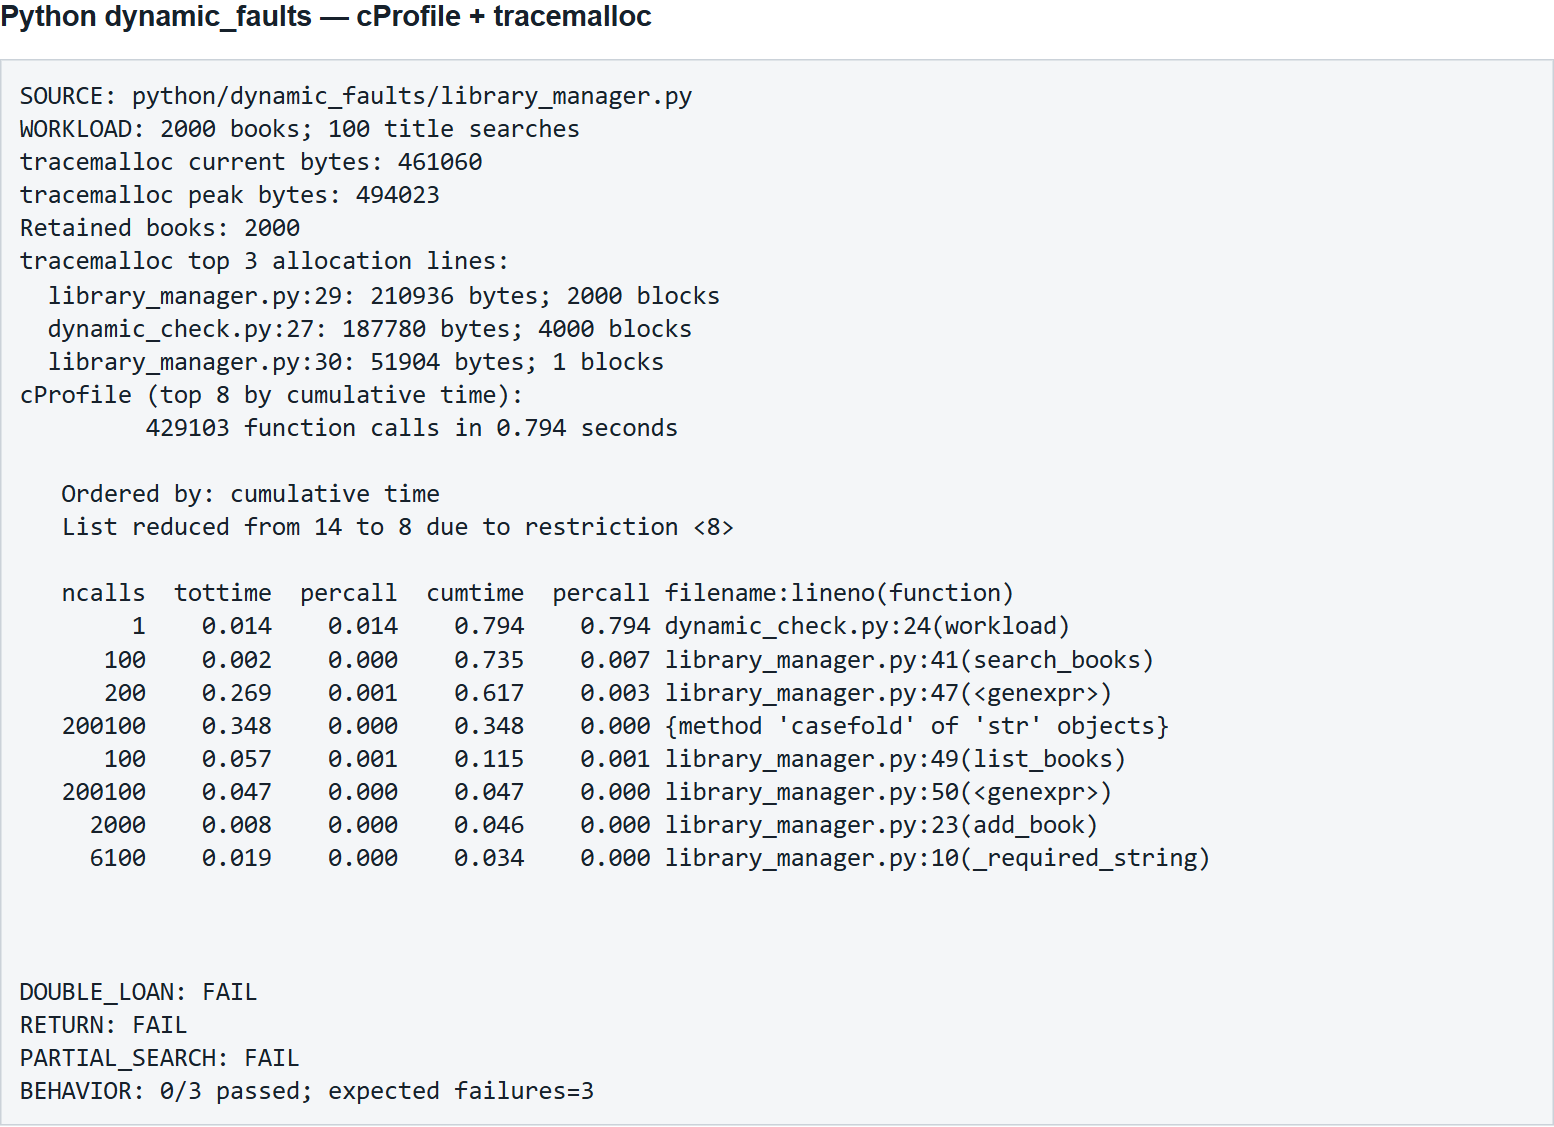 Python dynamic_faults — cProfile + tracemalloc
SOURCE: python/dynamic_faults/library_manager.py
WORKLOAD: 2000 books; 100 title searches
tracemalloc current bytes: 461060
tracemalloc peak bytes: 494023
Retained books: 2000
tracemalloc top 3 allocation lines:
  library_manager.py:29: 210936 bytes; 2000 blocks
  dynamic_check.py:27: 187780 bytes; 4000 blocks
  library_manager.py:30: 51904 bytes; 1 blocks
cProfile (top 8 by cumulative time):
         429103 function calls in 0.794 seconds
   Ordered by: cumulative time
   List reduced from 14 to 8 due to restriction <8>
   ncalls  tottime  percall  cumtime  percall filename:lineno(function)
        1    0.014    0.014    0.794    0.794 dynamic_check.py:24(workload)
      100    0.002    0.000    0.735    0.007 library_manager.py:41(search_books)
      200    0.269    0.001    0.617    0.003 library_manager.py:47(<genexpr>)
   200100    0.348    0.000    0.348    0.000 {method 'casefold' of 'str' objects}
      100    0.057    0.001    0.115    0.001 library_manager.py:49(list_books)
   200100    0.047    0.000    0.047    0.000 library_manager.py:50(<genexpr>)
     2000    0.008    0.000    0.046    0.000 library_manager.py:23(add_book)
     6100    0.019    0.000    0.034    0.000 library_manager.py:10(_required_string)
DOUBLE_LOAN: FAIL
RETURN: FAIL
PARTIAL_SEARCH: FAIL
BEHAVIOR: 0/3 passed; expected failures=3